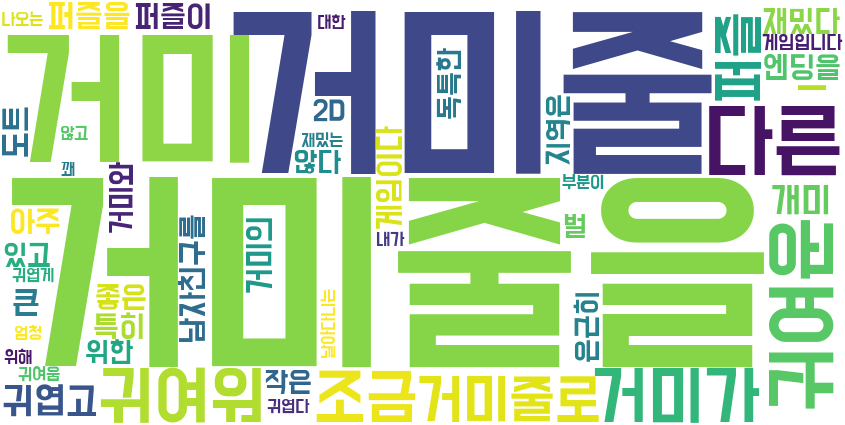 나오는 퍼즐을 퍼즐이 대한 재밌다
게임입니다
거미 거미줄 독특한 퍼즐 엔딩을
2D
도트 않고 재밌는 않다 지역은 다른
꽤 거미와 게임이다 부분이
거미줄을 개미
아주 남자친구를 거미의 내가 벌 귀여운
있고
귀엽게
큰 좋은 날아다니는 은근히
엄청 특히
위해 위한
귀여움
귀엽고 귀여워 작은 조금 거미줄로 거미가
귀엽다